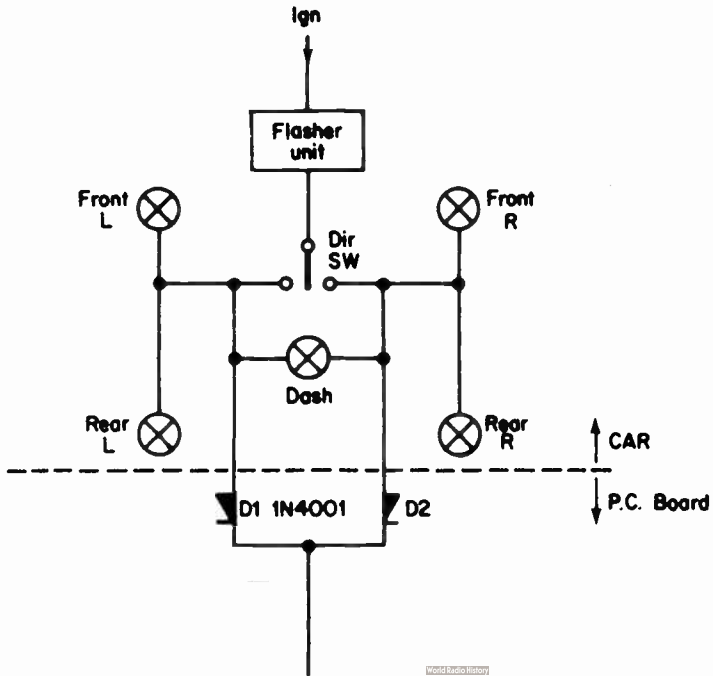 Ign
Flasher
unit
Front
L
Front
R
Dir
SW
Dash
Rear
L
Rear
R
CAR
P.C. Board
D1 1N4001
D2
World Radio History